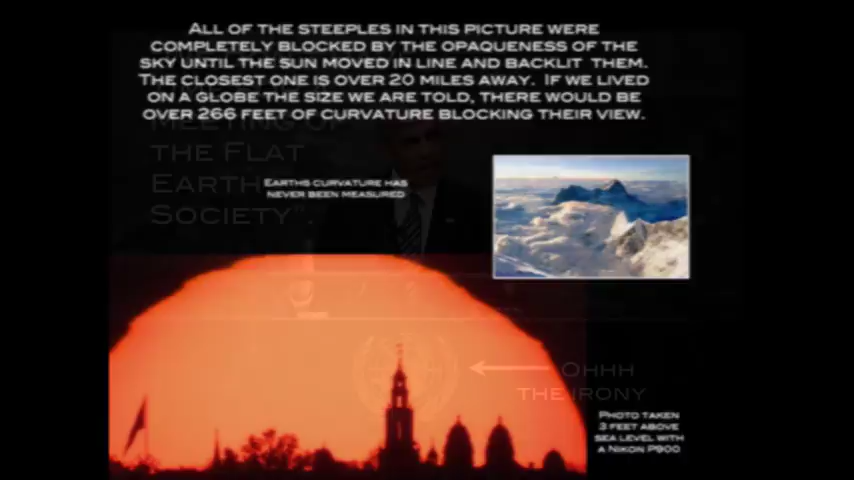 All of the steeples in this picture were
completely blocked by the opaqueness of the
sky until the sun moved in line and backlit them.
The closest one is over 20 miles away. If we lived
on a globe the size we are told, there would be
over 266 feet of curvature blocking their view.
meeting of
the Flat
Earth
Society".
Earths curvature has
never been measured
Ohhh
the irony
Photo taken
3 feet above
sea level with
a Nikon P900